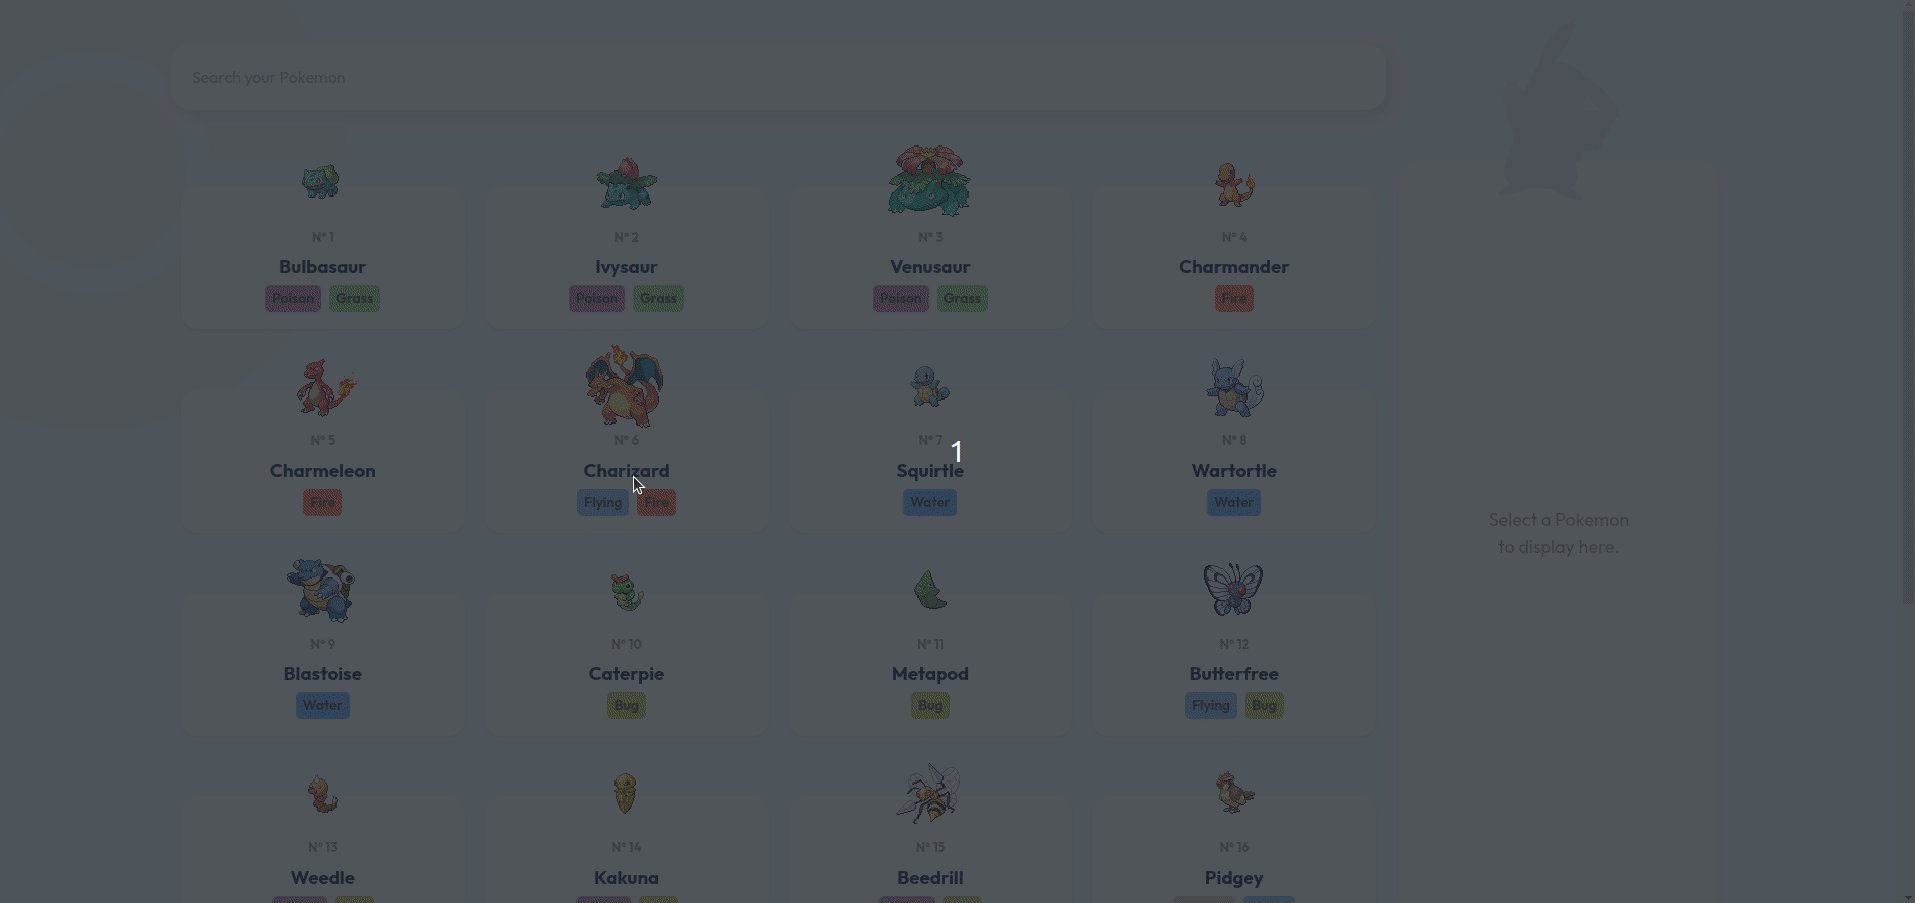 Search your Pokemon
N° 1
Bulbasaur
Poison Grass
N° 2
Ivysaur
Poison Grass
N° 3
Venusaur
Poison Grass
N° 4
Charmander
Fire
N° 5
Charmeleon
Fire
N° 6
Charizard
Flying Fire
N° 7
Squirtle
Water
N° 8
Wartortle
Water
1
N° 9
Blastoise
Water
N° 10
Caterpie
Bug
N° 11
Metapod
Bug
N° 12
Butterfree
Flying Bug
N° 13
Weedle
N° 14
Kakuna
N° 15
Beedrill
N° 16
Pidgey
Select a Pokemon
to display here.